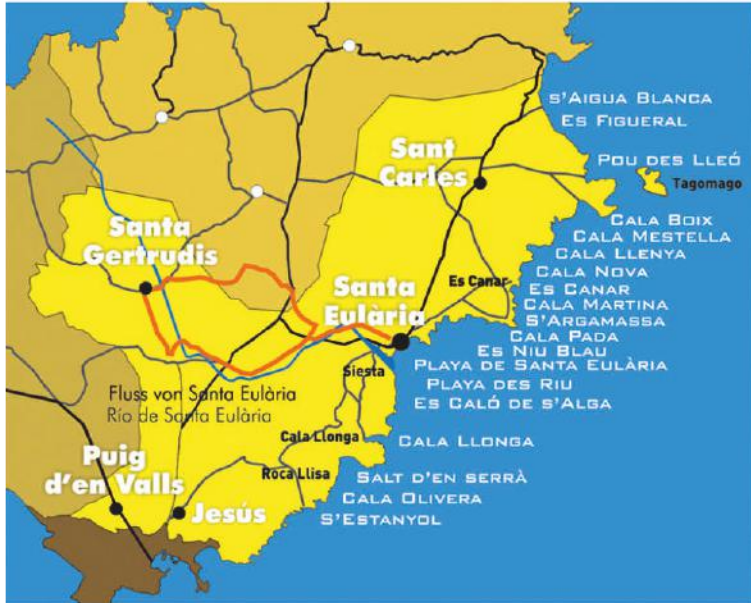 S'AIGUA BLANCA
ES FIGUERAL
POU DES LLEÓ
Tagomago
Sant
Carles
CALA BOIX
CALA MESTELLA
CALA LLENYA
CALA NOVA
ES CANAR
CALA MARTINA
S'ARGAMASSA
CALA PADA
ES NIU BLAU
PLAYA DE SANTA EULÀRIA
PLAYA DES RIU
ES CALÓ DE S'ALGA
CALA LLONGA
SALT D'EN SERRÀ
CALA OLIVERA
S'ESTANYOL
Santa
Gertrudis
Es Canar
Santa
Eulària
Siesta
Fluss von Santa Eulària
Río de Santa Eulària
Cala Llonga
Roca Llisa
Puig
d'en Valls
Jesús